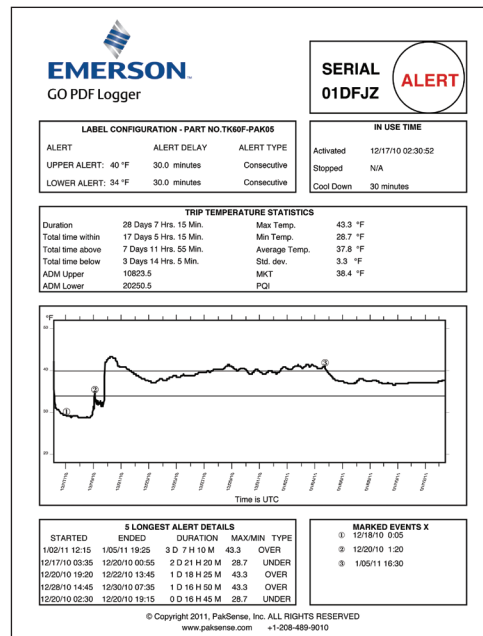 EMERSON™
GO PDF Logger
SERIAL
01DFJZ
ALERT
LABEL CONFIGURATION - PART NO.TK60F-PAK05
ALERT ALERT DELAY ALERT TYPE
UPPER ALERT: 40 °F 30.0 minutes Consecutive
LOWER ALERT: 34 °F 30.0 minutes Consecutive
IN USE TIME
Activated 12/17/10 02:30:52
Stopped N/A
Cool Down 30 minutes
TRIP TEMPERATURE STATISTICS
Duration 28 Days 7 Hrs. 15 Min. Max Temp. 43.3 °F
Total time within 17 Days 5 Hrs. 15 Min. Min Temp. 28.7 °F
Total time above 7 Days 11 Hrs. 55 Min. Average Temp. 37.8 °F
Total time below 3 Days 14 Hrs. 5 Min. Std. dev. 3.3 °F
ADM Upper 10823.5 MKT 38.4 °F
ADM Lower 20250.5 PQI
°F
40
30
20
①
②
③
Time is UTC
5 LONGEST ALERT DETAILS
STARTED ENDED DURATION MAX/MIN TYPE
1/02/11 12:15 1/05/11 19:25 3 D 7 H 10 M 43.3 OVER
12/17/10 03:35 12/20/10 00:55 2 D 21 H 20 M 28.7 UNDER
12/20/10 19:20 12/22/10 13:45 1 D 18 H 25 M 43.3 OVER
12/28/10 14:45 12/30/10 07:35 1 D 16 H 50 M 43.3 OVER
12/20/10 02:30 12/20/10 19:15 0 D 16 H 45 M 28.7 UNDER
MARKED EVENTS X
① 12/18/10 0:05
② 12/20/10 1:20
③ 1/05/11 16:30
© Copyright 2011, PakSense, Inc. ALL RIGHTS RESERVED
www.paksense.com +1-208-489-9010